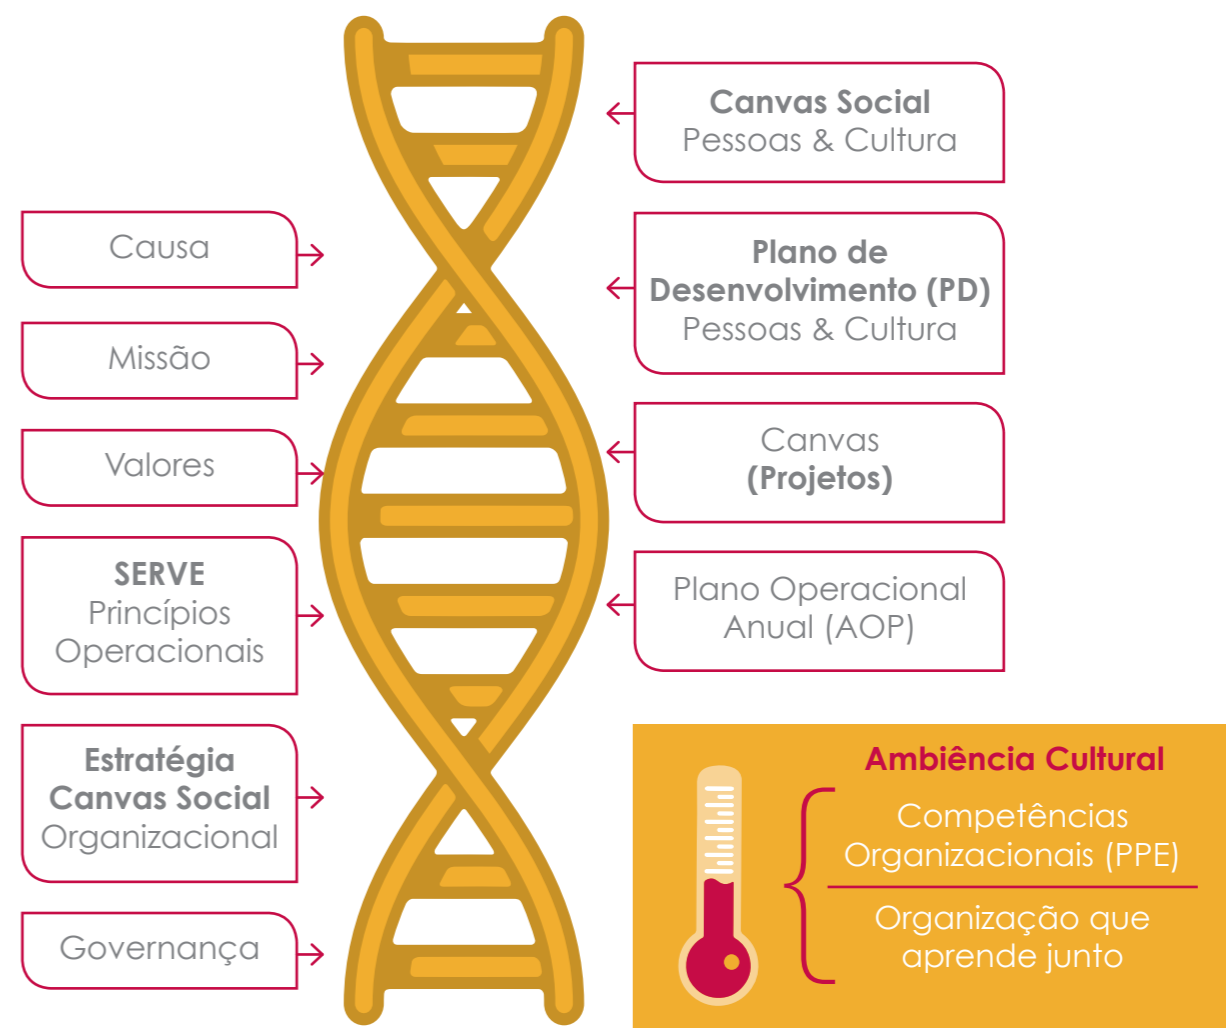 Causa
Missão
Valores
SERVE
Princípios
Operacionais
Estratégia
Canvas Social
Organizacional
Governança
Canvas Social
Pessoas & Cultura
Plano de
Desenvolvimento (PD)
Pessoas & Cultura
Canvas
(Projetos)
Plano Operacional
Anual (AOP)
Ambiência Cultural
Competências
Organizacionais (PPE)
Organização que
aprende junto